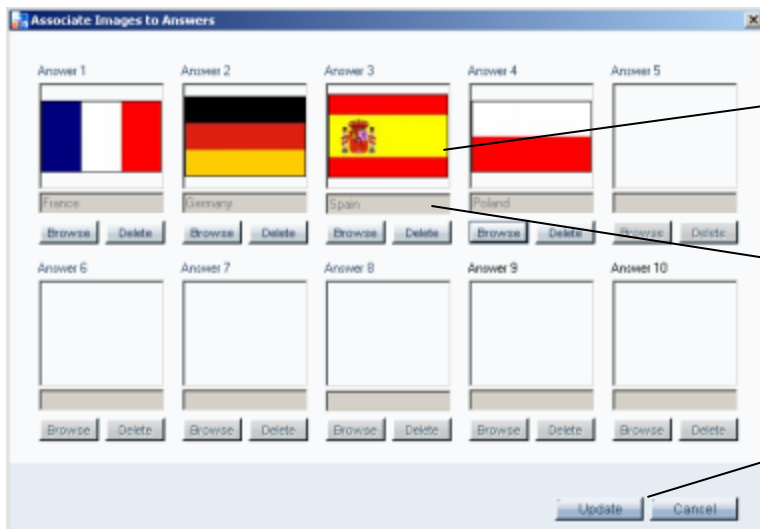 Associate Images to Answers
Answer 1 Answer 2 Answer 3 Answer 4 Answer 5
France Germany Spain Poland
Browse Delete Browse Delete Browse Delete Browse Delete Browse Delete
Answer 6 Answer 7 Answer 8 Answer 9 Answer 10
Browse Delete Browse Delete Browse Delete Browse Delete Browse Delete
Update Cancel